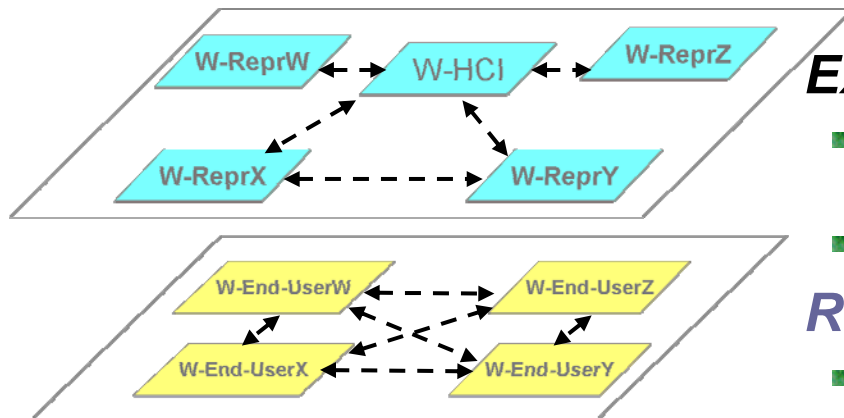 W-ReprW
W-HCI
W-ReprZ
W-ReprX
W-ReprY
W-End-UserW
W-End-UserZ
W-End-UserX
W-End-UserY
R